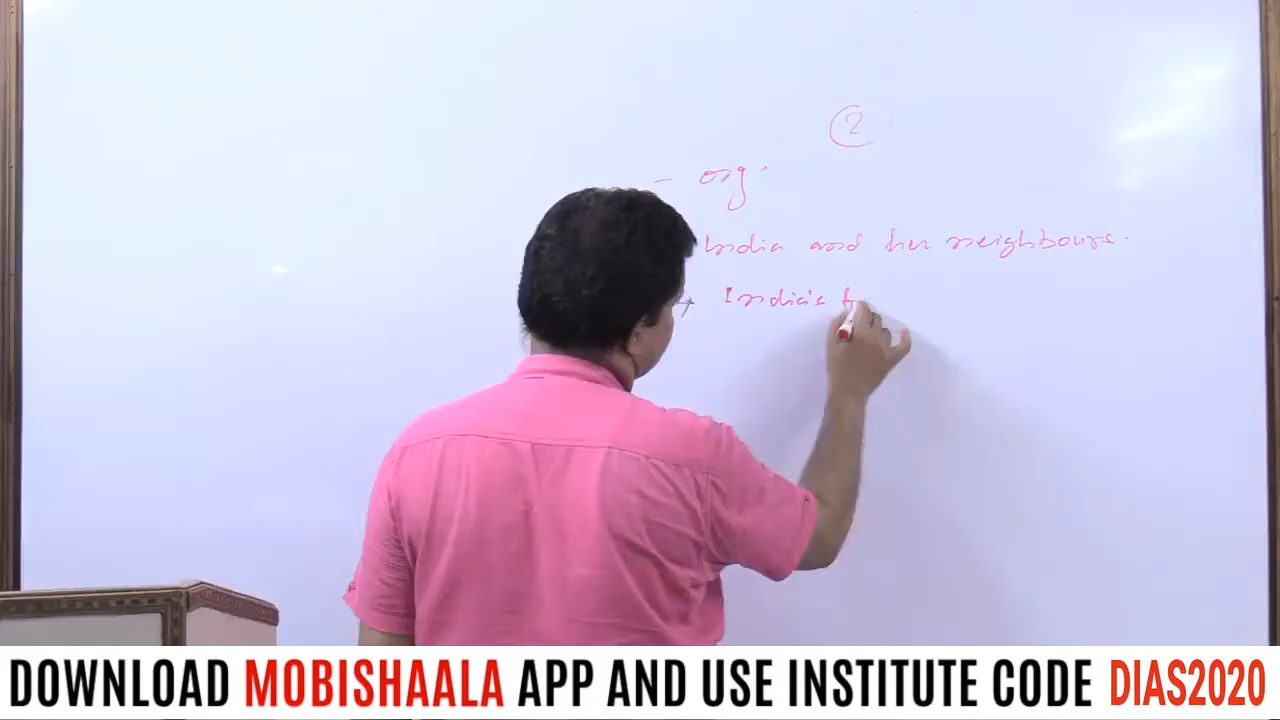 2
- org.
India and her neighbours.
→ India's f
DOWNLOAD MOBISHAALA APP AND USE INSTITUTE CODE DIAS2020